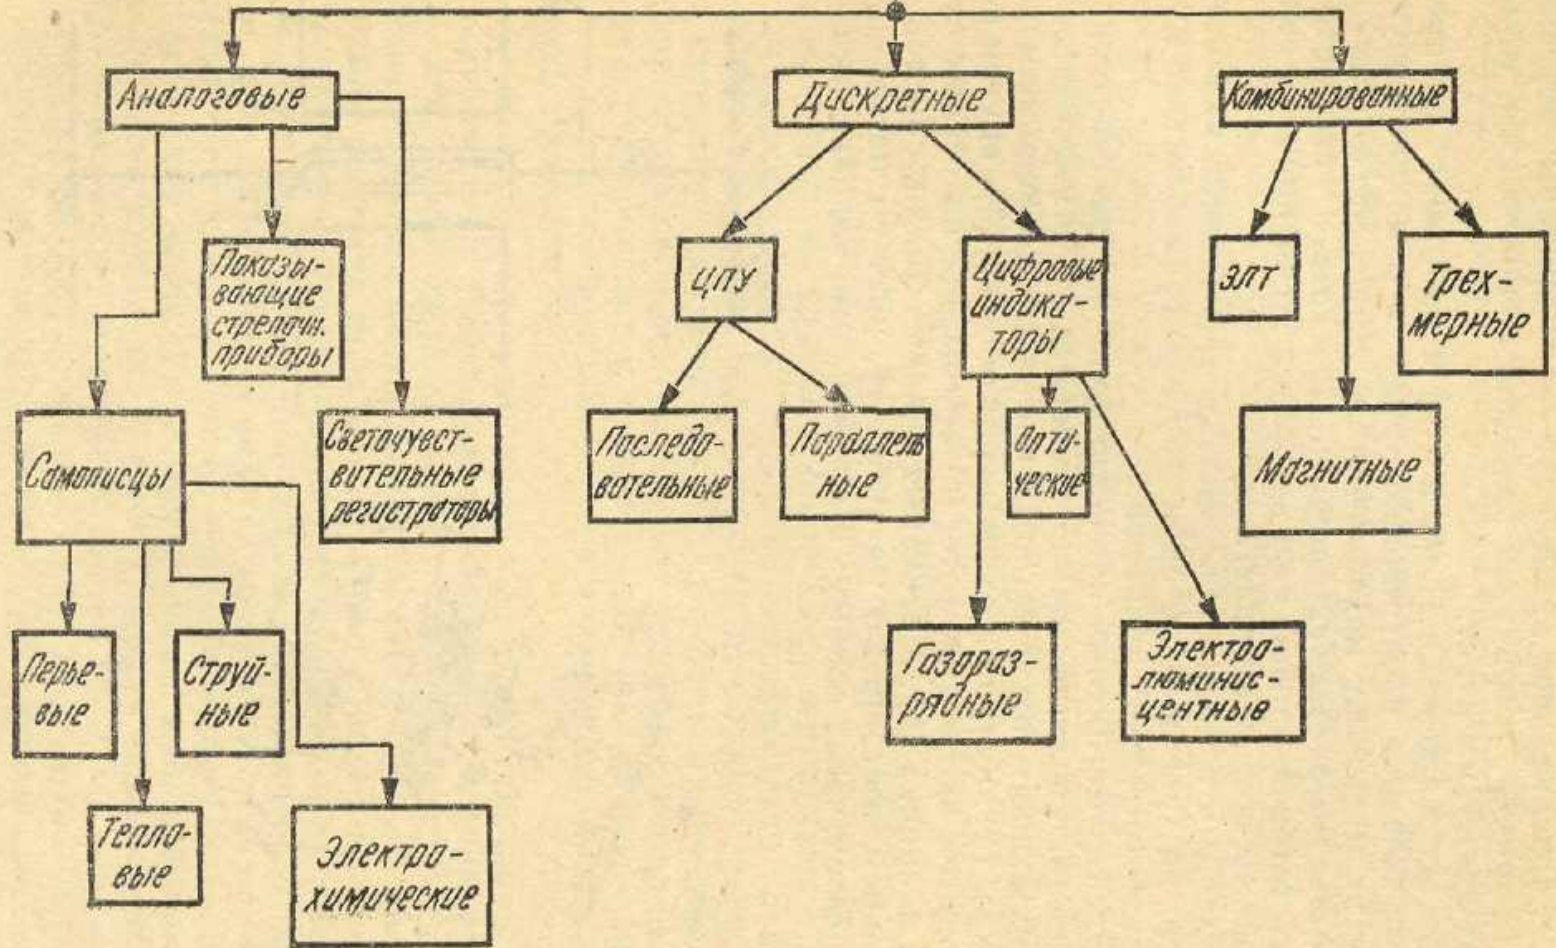 Аналоговые
Дискретные
Комбинированные
Показы-
вающие
стрелочн.
приборы
ЦПУ
Цифровые
индика-
торы
ЭЛТ
Трех-
мерные
Самописцы
Светочувст-
вительные
регистраторы
Последо-
вательные
Параллель
ные
Опти-
ческие
Магнитные
Перье-
вые
Струй-
ные
Газораз-
рядные
Электро-
люминис-
центные
Тепло-
вые
Электро-
химические